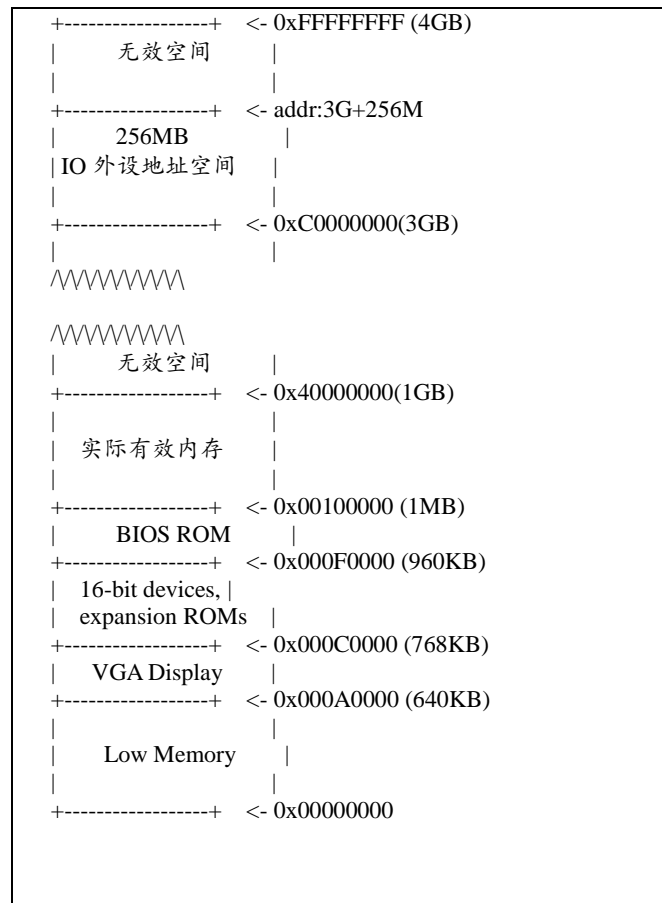 +------------------+ <- 0xFFFFFFFF (4GB)
| 无效空间 |
| |
+------------------+ <- addr:3G+256M
| 256MB |
| IO 外设地址空间 |
| |
+------------------+ <- 0xC0000000(3GB)
| |
/\/\/\/\/\/\/\/\/\/\
/\/\/\/\/\/\/\/\/\/\
| 无效空间 |
+------------------+ <- 0x40000000(1GB)
| |
| 实际有效内存 |
| |
+------------------+ <- 0x00100000 (1MB)
| BIOS ROM |
+------------------+ <- 0x000F0000 (960KB)
| 16-bit devices, |
| expansion ROMs |
+------------------+ <- 0x000C0000 (768KB)
| VGA Display |
+------------------+ <- 0x000A0000 (640KB)
| |
| Low Memory |
| |
+------------------+ <- 0x00000000